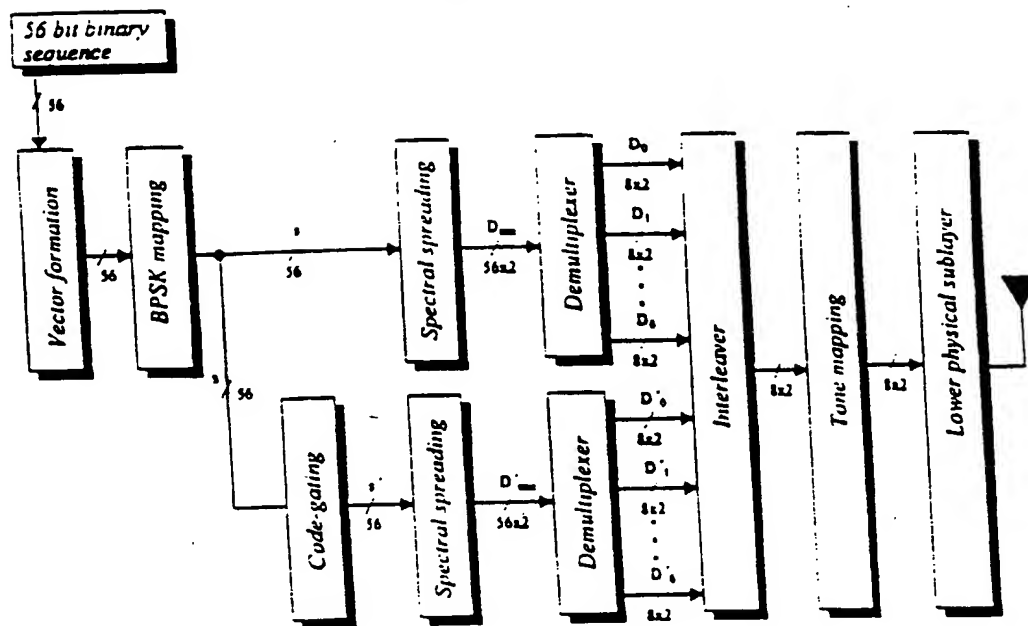 56 bit binary
sequence
56
Vector formation
56
BPSK mapping
s
56
s
56
Spectral spreading
56x2
Demultiplexer
D₀
8x2
D₁
8x2
D₆
8x2
Code-gating
s'
56
Spectral spreading
56x2
Demultiplexer
D'₀
8x2
D'₁
8x2
D'₆
8x2
Interleaver
8x2
Tone mapping
8x2
Lower physical sublayer